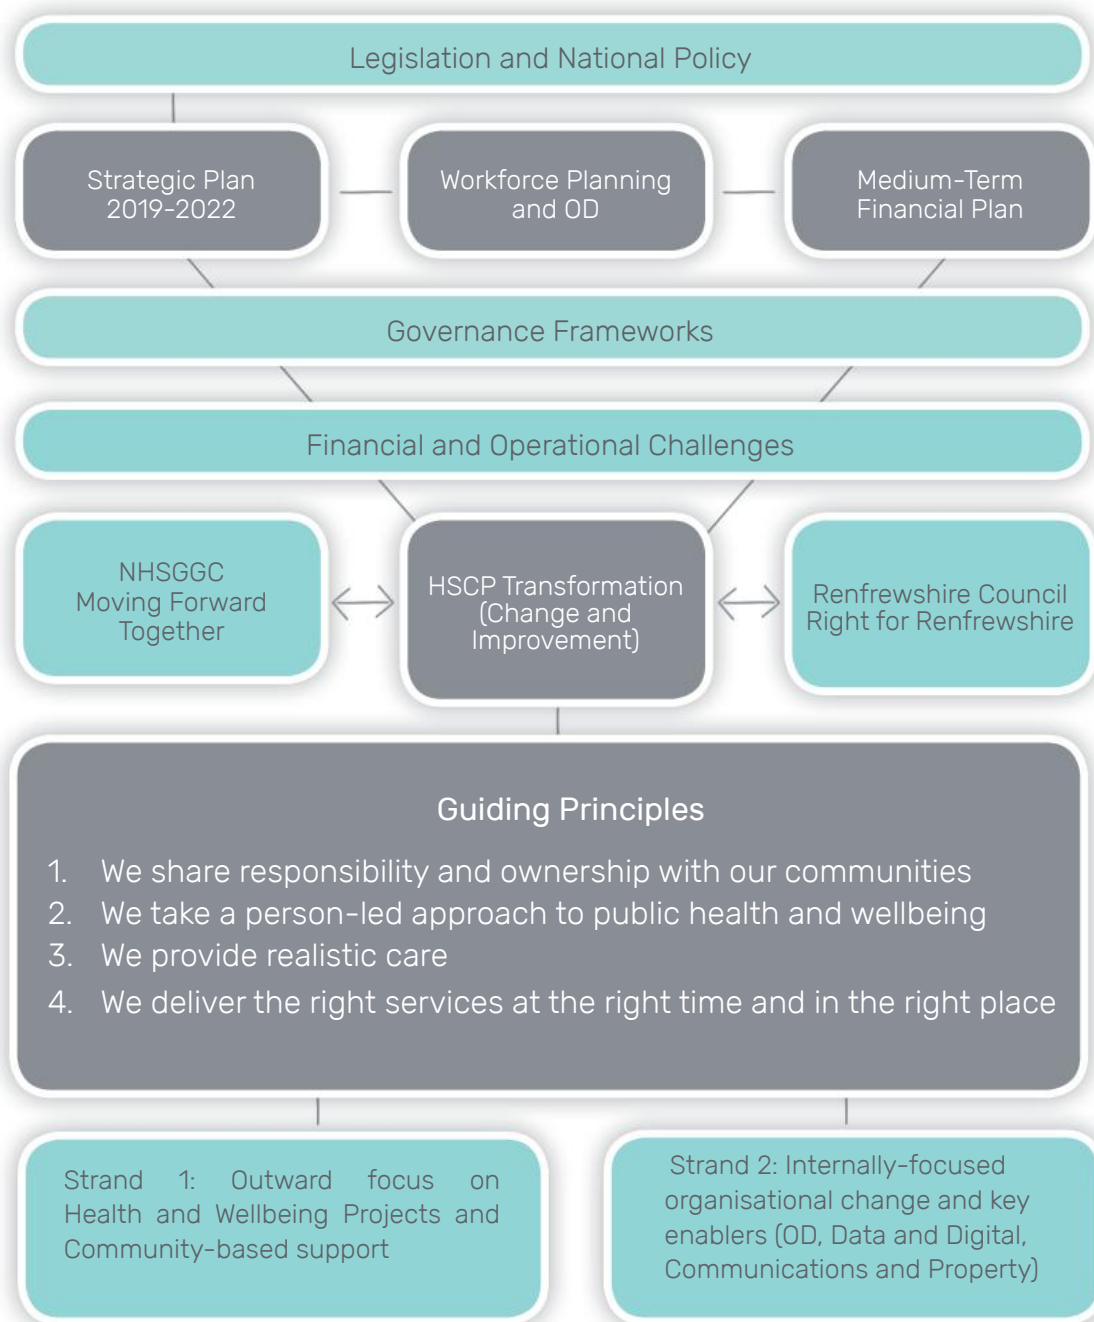 Legislation and National Policy
Strategic Plan
2019-2022
Workforce Planning
and OD
Medium-Term
Financial Plan
Governance Frameworks
Financial and Operational Challenges
NHSGGC
Moving Forward
Together
HSCP Transformation
(Change and
Improvement)
Renfrewshire Council
Right for Renfrewshire
Guiding Principles
1. We share responsibility and ownership with our communities
2. We take a person-led approach to public health and wellbeing
3. We provide realistic care
4. We deliver the right services at the right time and in the right place
Strand 1: Outward focus on
Health and Wellbeing Projects and
Community-based support
Strand 2: Internally-focused
organisational change and key
enablers (OD, Data and Digital,
Communications and Property)